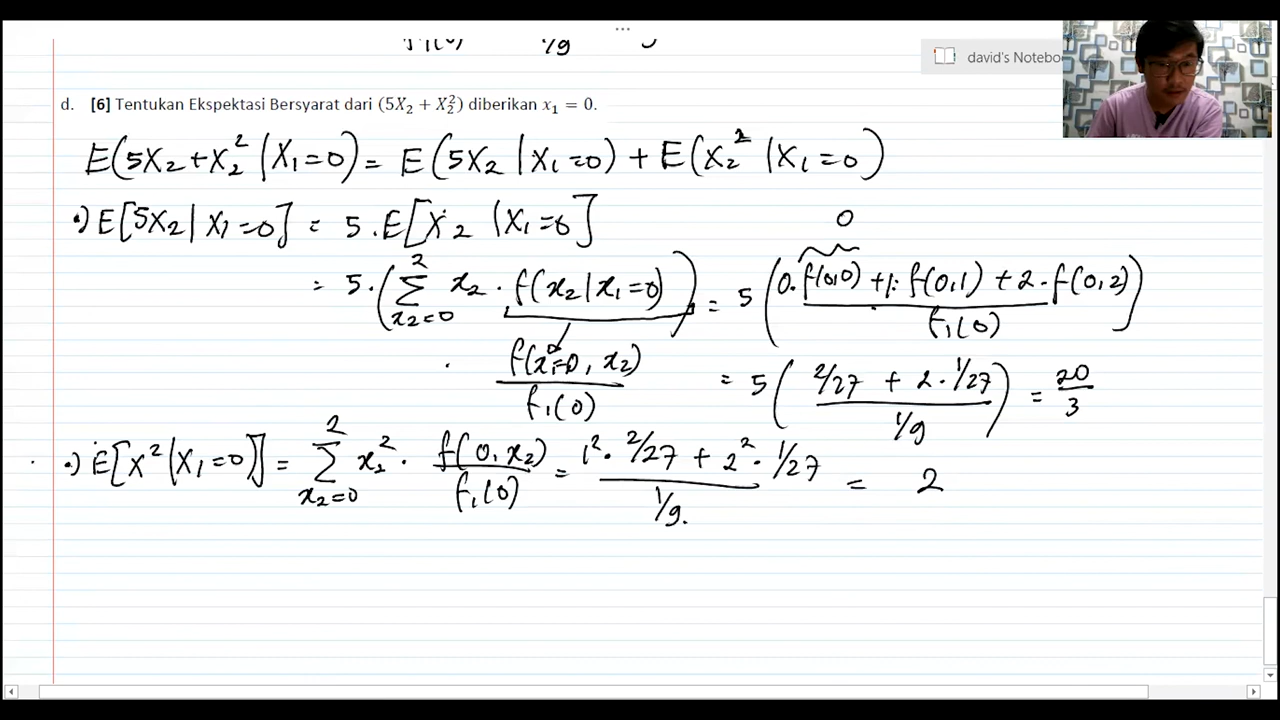 f1(0) 1/9
david's Notebo
d. [6] Tentukan Ekspektasi Bersyarat dari (5X₂ + X₂²) diberikan x₁ = 0.
E(5X₂ + X₂² | X₁=0) = E(5X₂ | X₁=0) + E(X₂² | X₁=0)
•) E[5X₂ | X₁=0] = 5 . E[X₂ | X₁=0]
= 5 . (∑_{x₂=0}^{2} x₂ . f(x₂|x₁=0)) = 5 (0. f(0,0) + 1. f(0,1) + 2 . f(0,2) / f₁(0))
0
f(x₁=0, x₂) / f₁(0)
= 5 (2/27 + 2 . 1/27 / 1/9) = 20/3
•) E[X²|X₁=0] = ∑_{x₂=0}^{2} x₂² . f(0,x₂) / f₁(0) = 1² . 2/27 + 2² . 1/27 / 1/9. = 2